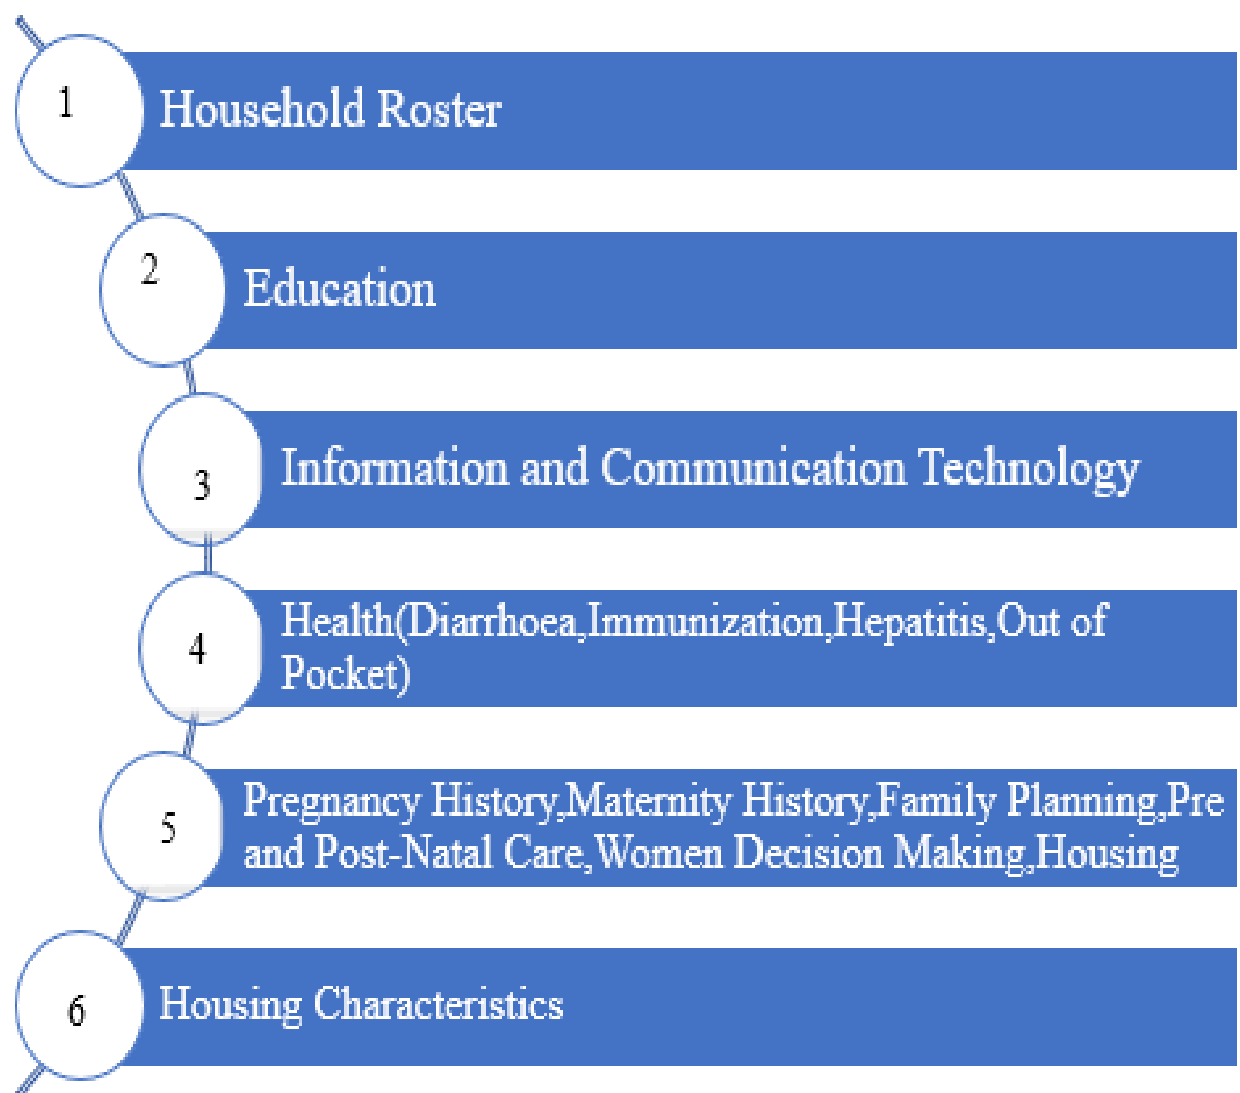 1
Household Roster
2
Education
3
Information and Communication Technology
4
Health(Diarrhoea,Immunization,Hepatitis,Out of
Pocket)
5
Pregnancy History,Maternity History,Family Planning,Pre
and Post-Natal Care,Women Decision Making,Housing
6
Housing Characteristics